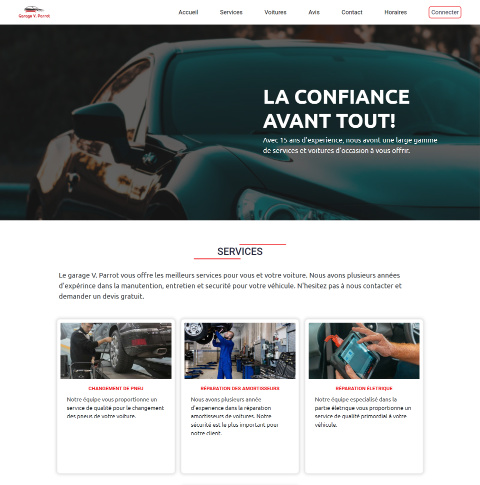 Garage V. Parrot
Accueil
Services
Voitures
Avis
Contact
Horaires
Connecter
LA CONFIANCE
AVANT TOUT!
Avec 15 ans d'experience, nous avont une large gamme
de services et voitures d'occasion à vous offrir.
SERVICES
Le garage V. Parrot vous offre les meilleurs services pour vous et votre voiture. Nous avons plusieurs années
d'expérince dans la manutention, entretien et securité pour votre véhicule. N'hesitez pas à nous contacter et
demander un devis gratuit.
CHANGEMENT DE PNEU
Notre équipe vous proportionne un
service de qualité pour le changement
des pneus de votre voiture.
RÉPARATION DES AMORTISSEURS
Nous avons plusieurs année
d'experience dans la réparation
amortisseurs de voitures. Notre
sécurité est le plus important pour
notre client.
RÉPARATION ÉLETRIQUE
Notre équipe especialisé dans la
partie életrique vous proportionne un
service de qualité primordial à votre
véhicule.